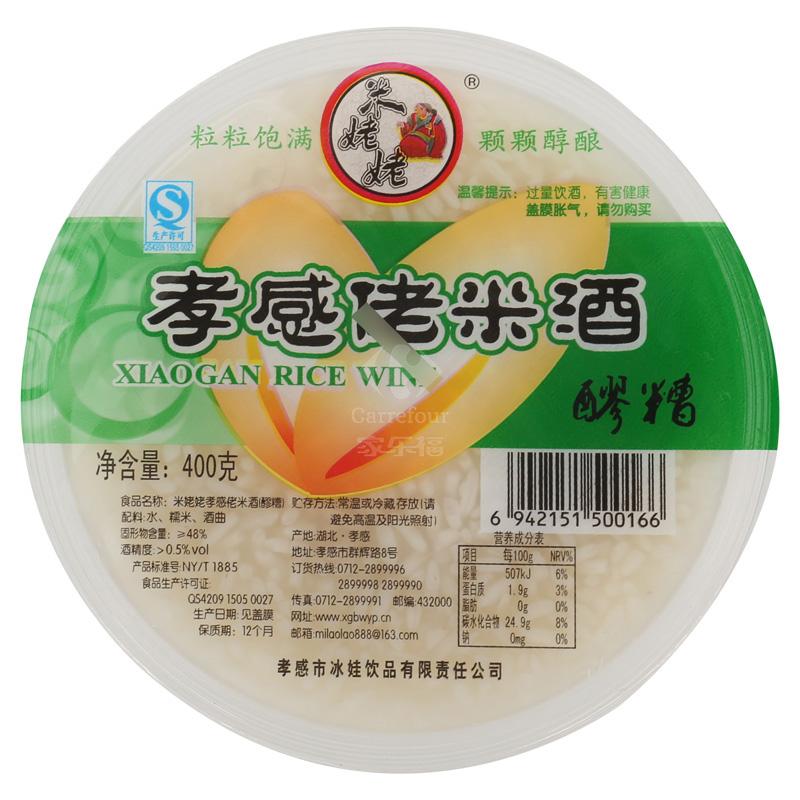 米姥姥
®
粒粒饱满
颗颗醇酿
温馨提示：过量饮酒，有害健康
盖膜胀气，请勿购买
QS
生产许可
QS4209 1505 0027
孝感佬米酒
XIAOGAN RICE WINE
醪糟
Carrefour
家乐福
净含量：400克
食品名称：米姥姥孝感佬米酒(醪糟)
配料:水、糯米、酒曲
固形物含量：≥48%
酒精度:>0.5%vol
产品标准号:NY/T 1885
食品生产许可证:
QS4209 1505 0027
生产日期:见盖膜
保质期:12个月
贮存方法:常温或冷藏存放(请
避免高温及阳光照射)
产地:湖北·孝感
地址:孝感市群辉路8号
订货热线:0712-2899996
2899998 2899990
传真:0712-2899991 邮编:432000
网址:www.xgbwyp.cn
邮箱:milaolao888@163.com
6 942151 500166
营养成分表
项目 每100g NRV%
能量 507kJ 6%
蛋白质 1.9g 3%
脂肪 0g 0%
碳水化合物 24.9g 8%
钠 0mg 0%
孝感市冰娃饮品有限责任公司